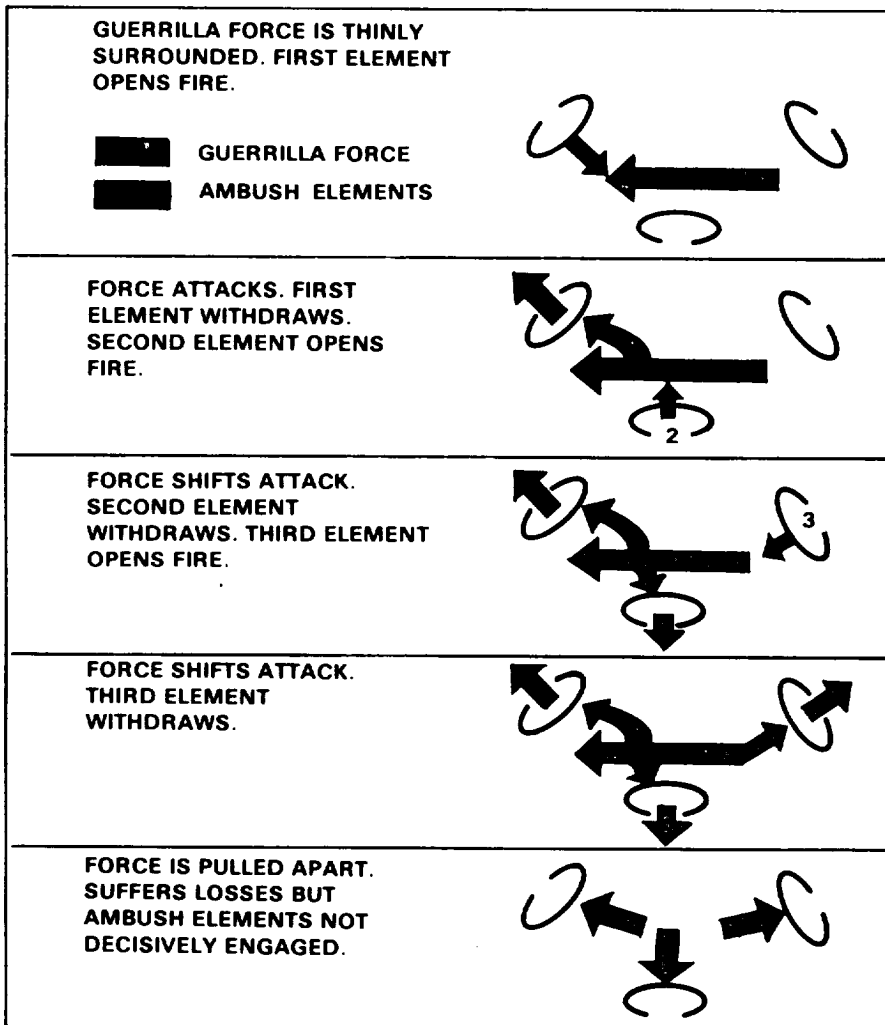 GUERRILLA FORCE IS THINLY
SURROUNDED. FIRST ELEMENT
OPENS FIRE.
GUERRILLA FORCE
AMBUSH ELEMENTS
FORCE ATTACKS. FIRST
ELEMENT WITHDRAWS.
SECOND ELEMENT OPENS
FIRE.
2
FORCE SHIFTS ATTACK.
SECOND ELEMENT
WITHDRAWS. THIRD ELEMENT
OPENS FIRE.
3
FORCE SHIFTS ATTACK.
THIRD ELEMENT
WITHDRAWS.
FORCE IS PULLED APART.
SUFFERS LOSSES BUT
AMBUSH ELEMENTS NOT
DECISIVELY ENGAGED.